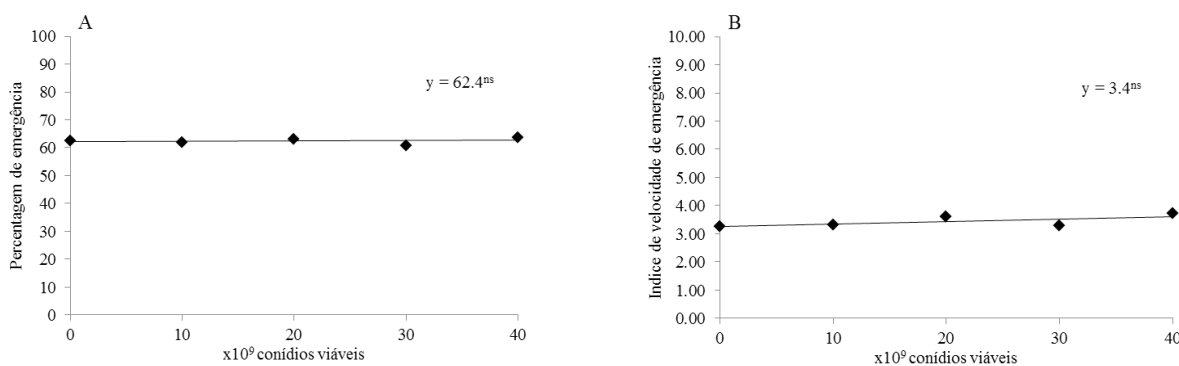 A
Percentagem de emergência
100
90
80
70
60
50
40
30
20
10
0
y = 62.4ⁿˢ
0 10 20 30 40
x10⁹ conídios viáveis
B
Indice de velocidade de emergência
10.00
9.00
8.00
7.00
6.00
5.00
4.00
3.00
2.00
1.00
0.00
y = 3.4ⁿˢ
0 10 20 30 40
x10⁹ conídios viáveis